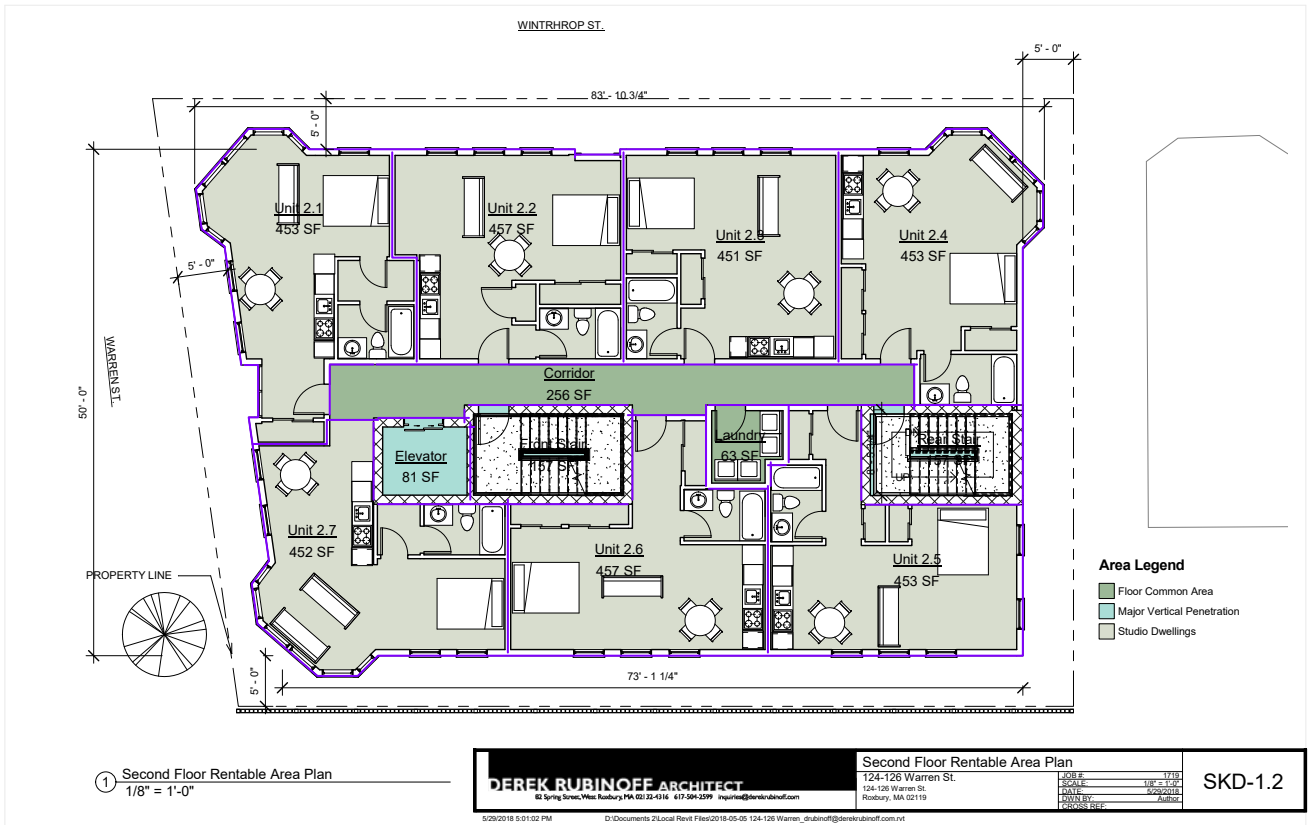 WINTRHROP ST.
5' - 0"
83' - 10 3/4"
5' - 0"
Unit 2.1
453 SF
Unit 2.2
457 SF
Unit 2.3
451 SF
Unit 2.4
453 SF
5' - 0"
WARREN ST.
50' - 0"
Corridor
256 SF
Elevator
81 SF
Front Stair
157 SF
Laundry
63 SF
DN
Rear Stair
UP
Unit 2.7
452 SF
Unit 2.6
457 SF
Unit 2.5
453 SF
PROPERTY LINE
5' - 0"
73' - 1 1/4"
Area Legend
Floor Common Area
Major Vertical Penetration
Studio Dwellings
1
Second Floor Rentable Area Plan
1/8" = 1'-0"
DEREK RUBINOFF ARCHITECT
82 Spring Street, West Roxbury, MA 02132-4316 617-504-2599 inquiries@derekrubinoff.com
Second Floor Rentable Area Plan
124-126 Warren St.
124-126 Warren St.
Roxbury, MA 02119
JOB #: 1719
SCALE: 1/8" = 1'-0"
DATE: 5/29/2018
DWN BY: Author
CROSS REF:
SKD-1.2
5/29/2018 5:01:02 PM
D:\Documents 2\Local Revit Files\2018-05-05 124-126 Warren_drubinoff@derekrubinoff.com.rvt